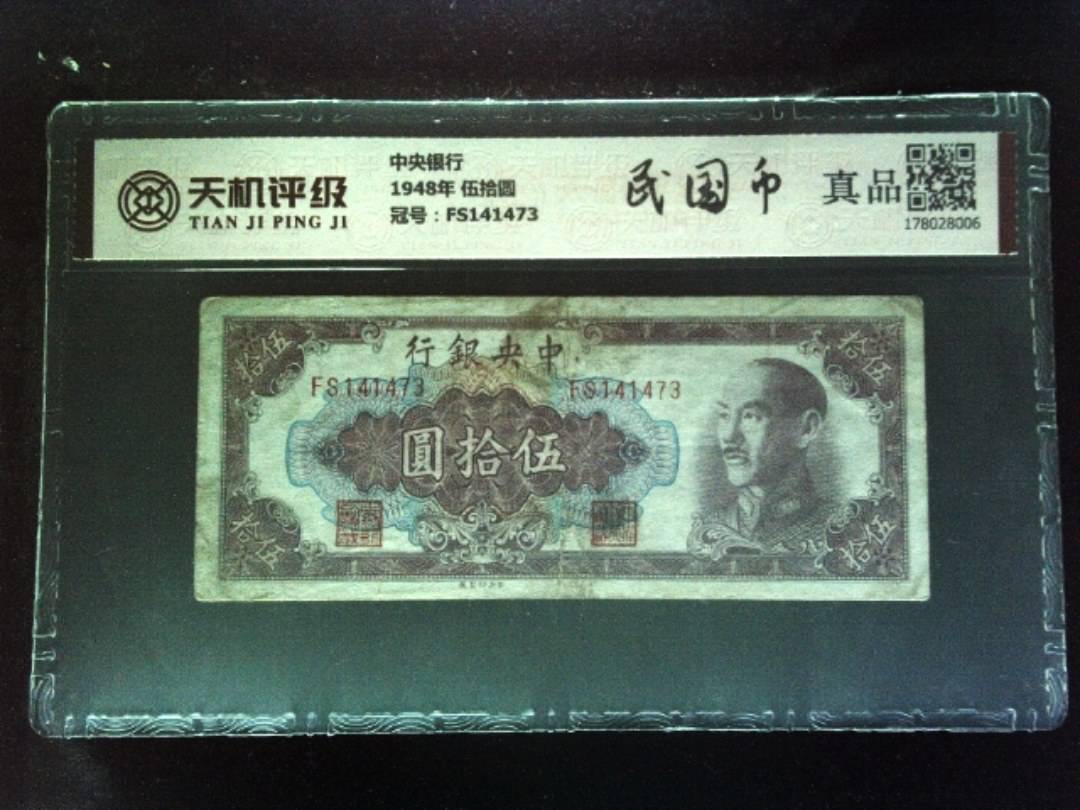 天机评级
TIAN JI PING JI
中央银行
1948年 伍拾圆
冠号：FS141473
民国币
真品
178028006
行銀央中
FS141473 FS141473
拾伍
拾伍
圓拾伍
拾伍
拾伍